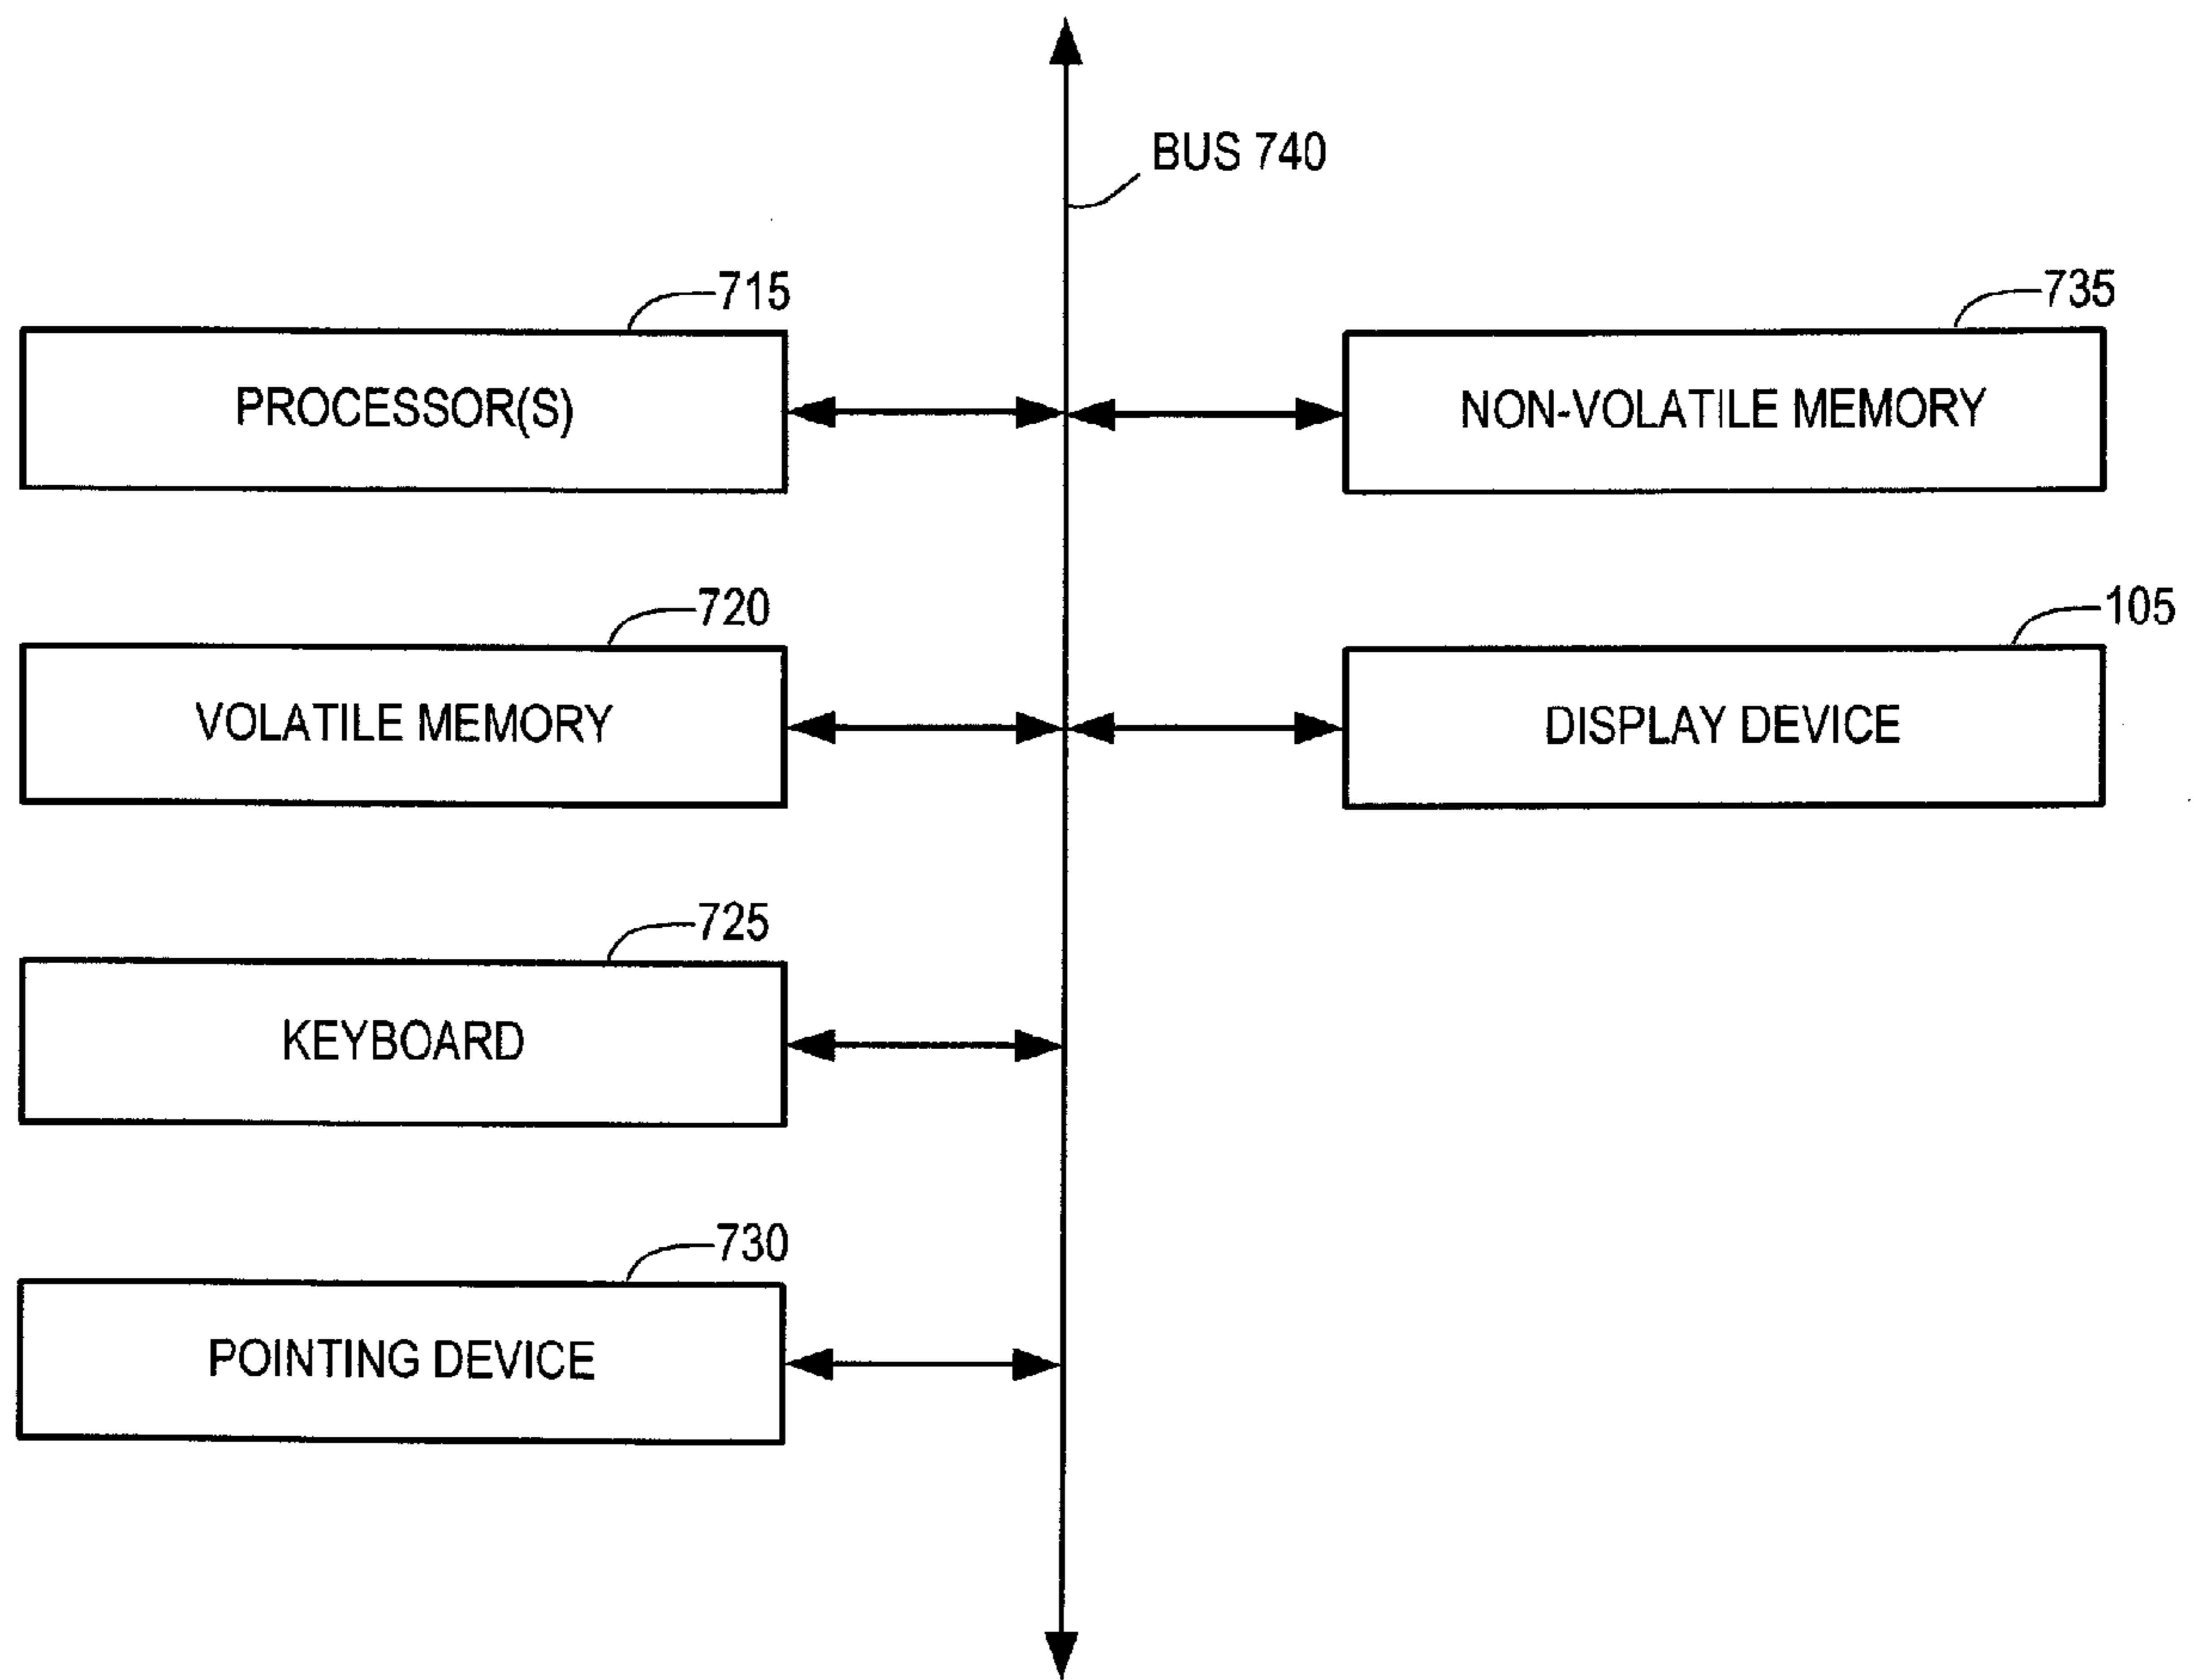 BUS 740
715
PROCESSOR(S)
735
NON-VOLATILE MEMORY
720
VOLATILE MEMORY
105
DISPLAY DEVICE
725
KEYBOARD
730
POINTING DEVICE